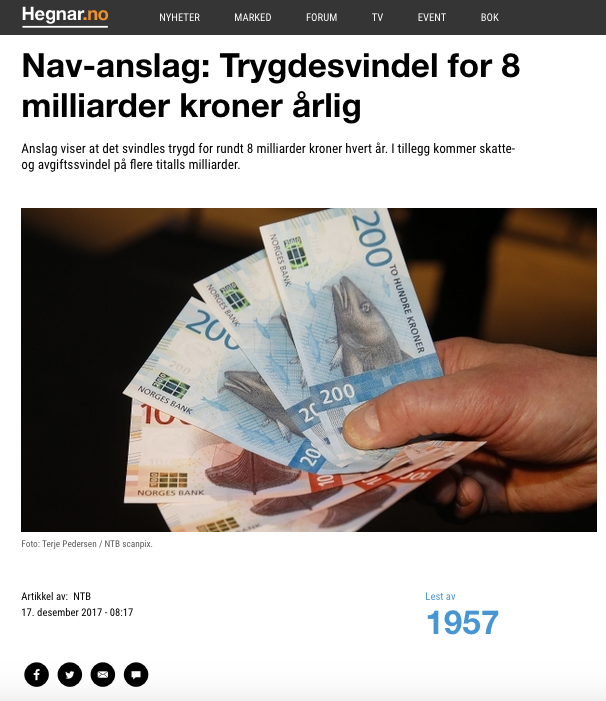 Hegnar.no
NYHETER MARKED FORUM TV EVENT BOK
Nav-anslag: Trygdesvindel for 8
milliarder kroner årlig
Anslag viser at det svindles trygd for rundt 8 milliarder kroner hvert år. I tillegg kommer skatte-
og avgiftssvindel på flere titalls milliarder.
200
TO HUNDRE KRONER
NORGES BANK
NORGES BANK
200
200
NORGES BANK
200
20
20
100
NORGES BANK
Foto: Terje Pedersen / NTB scanpix.
Artikkel av: NTB
17. desember 2017 - 08:17
Lest av
1957